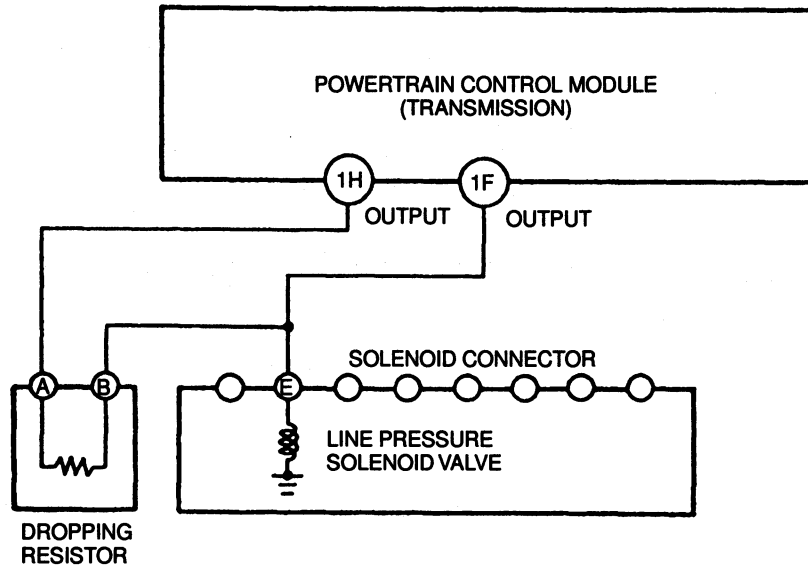 POWERTRAIN CONTROL MODULE
(TRANSMISSION)
1H
1F
OUTPUT
OUTPUT
SOLENOID CONNECTOR
A
B
E
LINE PRESSURE
SOLENOID VALVE
DROPPING
RESISTOR